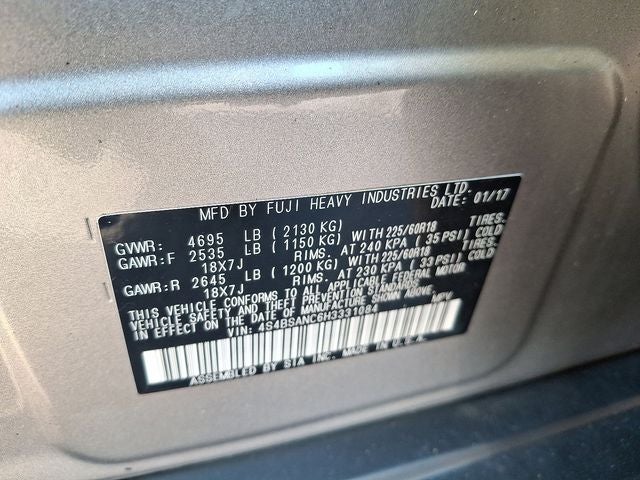 MFD BY FUJI HEAVY INDUSTRIES LTD.
DATE: 01/17
GVWR: 4695 LB (2130 KG)
GAWR:F 2535 LB (1150 KG) WITH 225/60R18 TIRES.
18X7J RIMS. AT 240 KPA (35 PSI) COLD
GAWR:R 2645 LB (1200 KG) WITH 225/60R18 TIRES.
18X7J RIMS. AT 230 KPA (33 PSI) COLD
THIS VEHICLE CONFORMS TO ALL APPLICABLE FEDERAL MOTOR
VEHICLE SAFETY AND THEFT PREVENTION STANDARDS
IN EFFECT ON THE DATE OF MANUFACTURE SHOWN ABOVE.
VIN: 4S4BSANC6H3331084 MPV
ASSEMBLED BY SIA INC. MADE IN U.S.A.